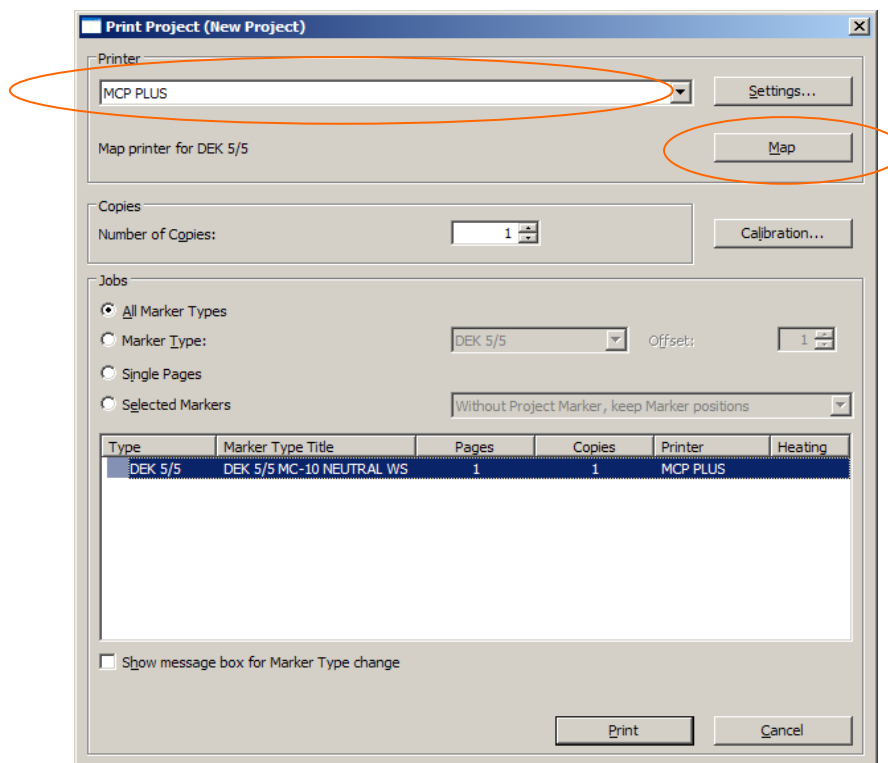 Print Project (New Project)
Printer
MCP PLUS
Settings...
Map printer for DEK 5/5
Map
Copies
Number of Copies:
1
Calibration...
Jobs
All Marker Types
Marker Type:
DEK 5/5
Offset:
1
Single Pages
Selected Markers
Without Project Marker, keep Marker positions
Type Marker Type Title Pages Copies Printer Heating
DEK 5/5 DEK 5/5 MC-10 NEUTRAL WS 1 1 MCP PLUS
Show message box for Marker Type change
Print
Cancel